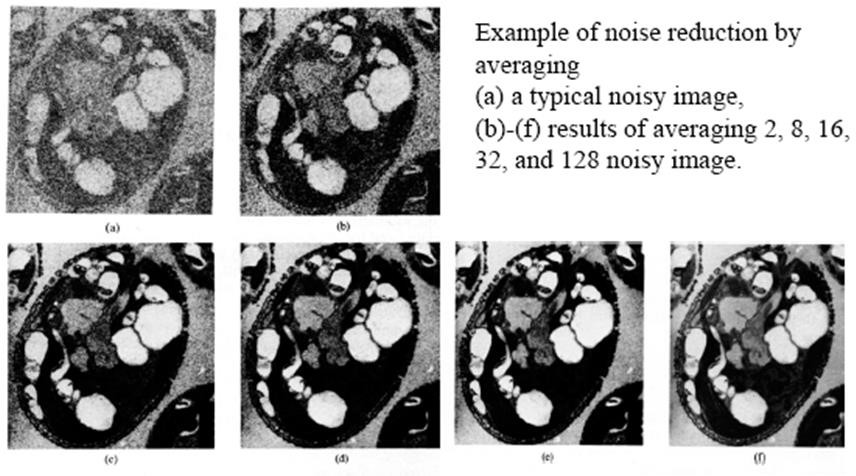 Example of noise reduction by
averaging
(a) a typical noisy image,
(b)-(f) results of averaging 2, 8, 16,
32, and 128 noisy image.
(a)
(b)
(c)
(d)
(e)
(f)